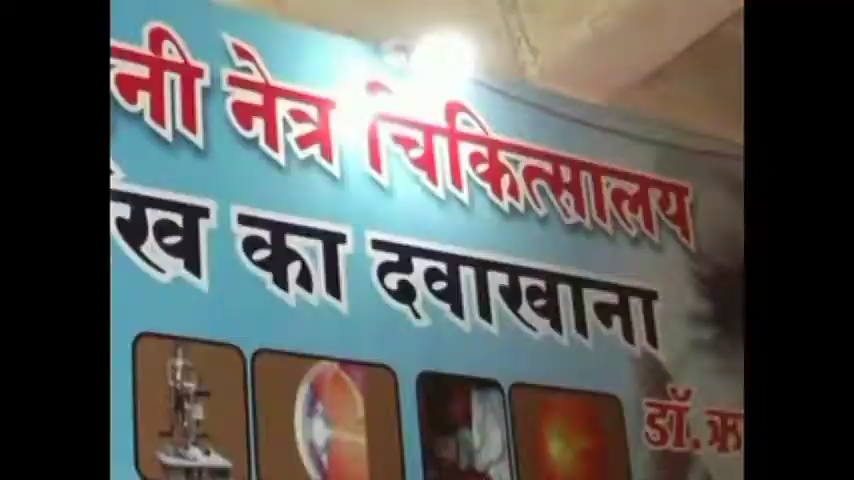 नी नेत्र चिकित्सालय
ख का दवाखाना
डॉ.